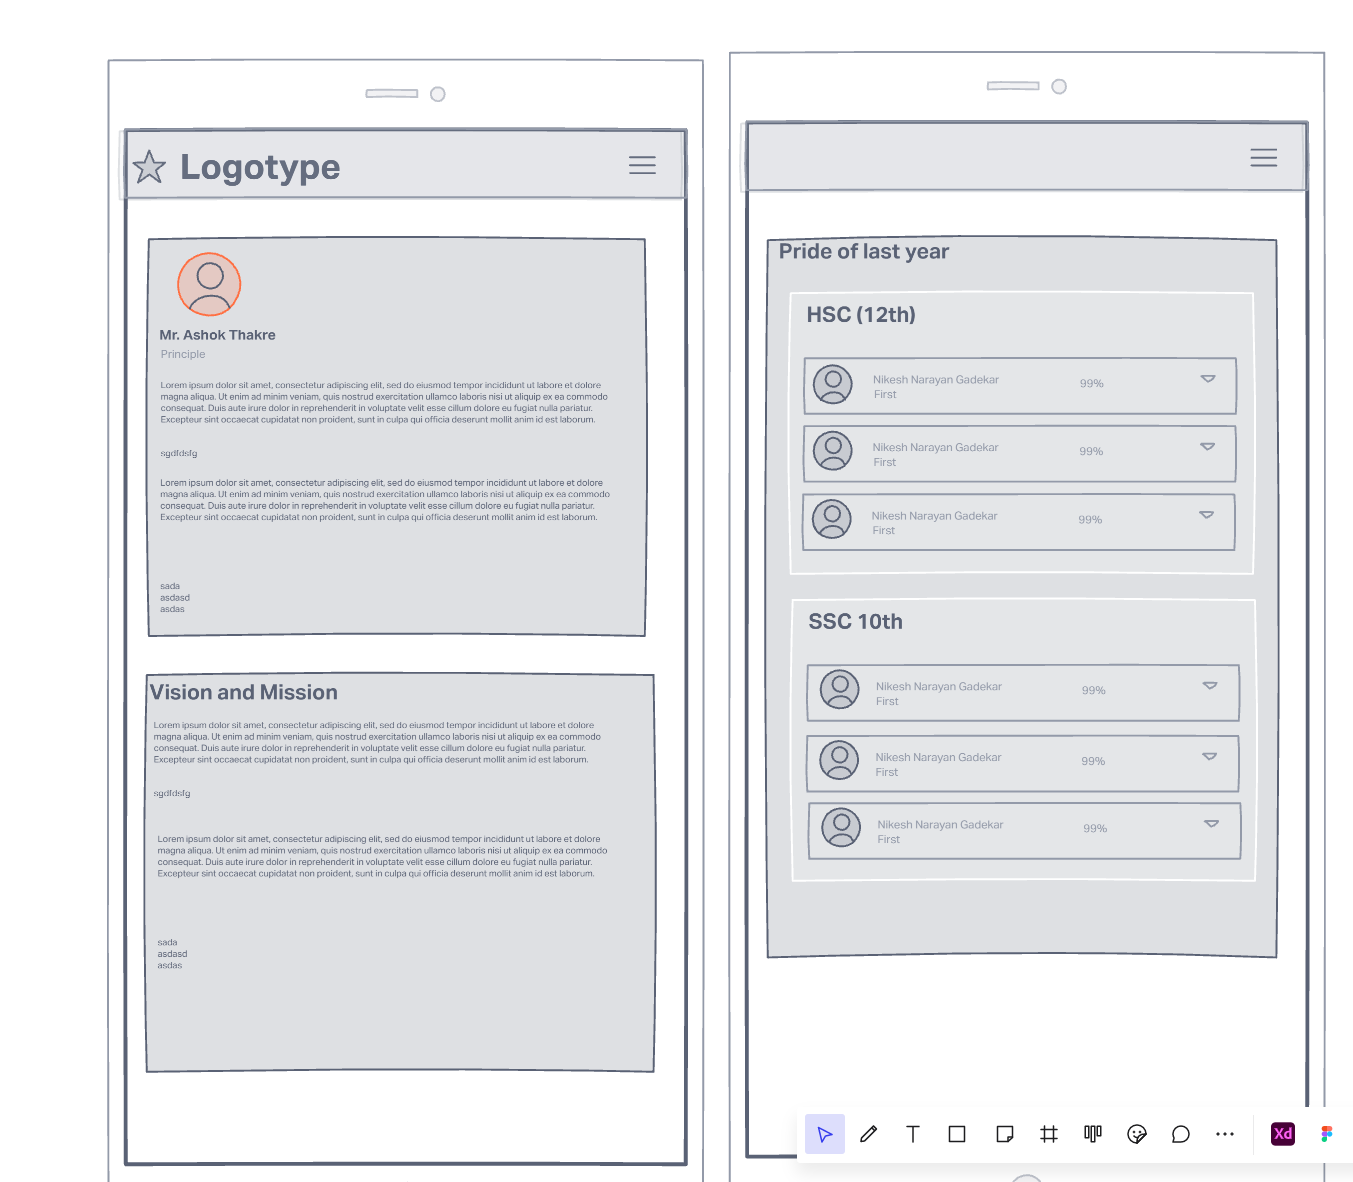 Logotype
Mr. Ashok Thakre
Principle
Lorem ipsum dolor sit amet, consectetur adipiscing elit, sed do eiusmod tempor incididunt ut labore et dolore
magna aliqua. Ut enim ad minim veniam, quis nostrud exercitation ullamco laboris nisi ut aliquip ex ea commodo
consequat. Duis aute irure dolor in reprehenderit in voluptate velit esse cillum dolore eu fugiat nulla pariatur.
Excepteur sint occaecat cupidatat non proident, sunt in culpa qui officia deserunt mollit anim id est laborum.
sgdfdsfg
Lorem ipsum dolor sit amet, consectetur adipiscing elit, sed do eiusmod tempor incididunt ut labore et dolore
magna aliqua. Ut enim ad minim veniam, quis nostrud exercitation ullamco laboris nisi ut aliquip ex ea commodo
consequat. Duis aute irure dolor in reprehenderit in voluptate velit esse cillum dolore eu fugiat nulla pariatur.
Excepteur sint occaecat cupidatat non proident, sunt in culpa qui officia deserunt mollit anim id est laborum.
sada
asdasd
asdas
Vision and Mission
Lorem ipsum dolor sit amet, consectetur adipiscing elit, sed do eiusmod tempor incididunt ut labore et dolore
magna aliqua. Ut enim ad minim veniam, quis nostrud exercitation ullamco laboris nisi ut aliquip ex ea commodo
consequat. Duis aute irure dolor in reprehenderit in voluptate velit esse cillum dolore eu fugiat nulla pariatur.
Excepteur sint occaecat cupidatat non proident, sunt in culpa qui officia deserunt mollit anim id est laborum.
sgdfdsfg
Lorem ipsum dolor sit amet, consectetur adipiscing elit, sed do eiusmod tempor incididunt ut labore et dolore
magna aliqua. Ut enim ad minim veniam, quis nostrud exercitation ullamco laboris nisi ut aliquip ex ea commodo
consequat. Duis aute irure dolor in reprehenderit in voluptate velit esse cillum dolore eu fugiat nulla pariatur.
Excepteur sint occaecat cupidatat non proident, sunt in culpa qui officia deserunt mollit anim id est laborum.
sada
asdasd
asdas
Pride of last year
HSC (12th)
Nikesh Narayan Gadekar 99%
First
Nikesh Narayan Gadekar 99%
First
Nikesh Narayan Gadekar 99%
First
SSC 10th
Nikesh Narayan Gadekar 99%
First
Nikesh Narayan Gadekar 99%
First
Nikesh Narayan Gadekar 99%
First
Xd